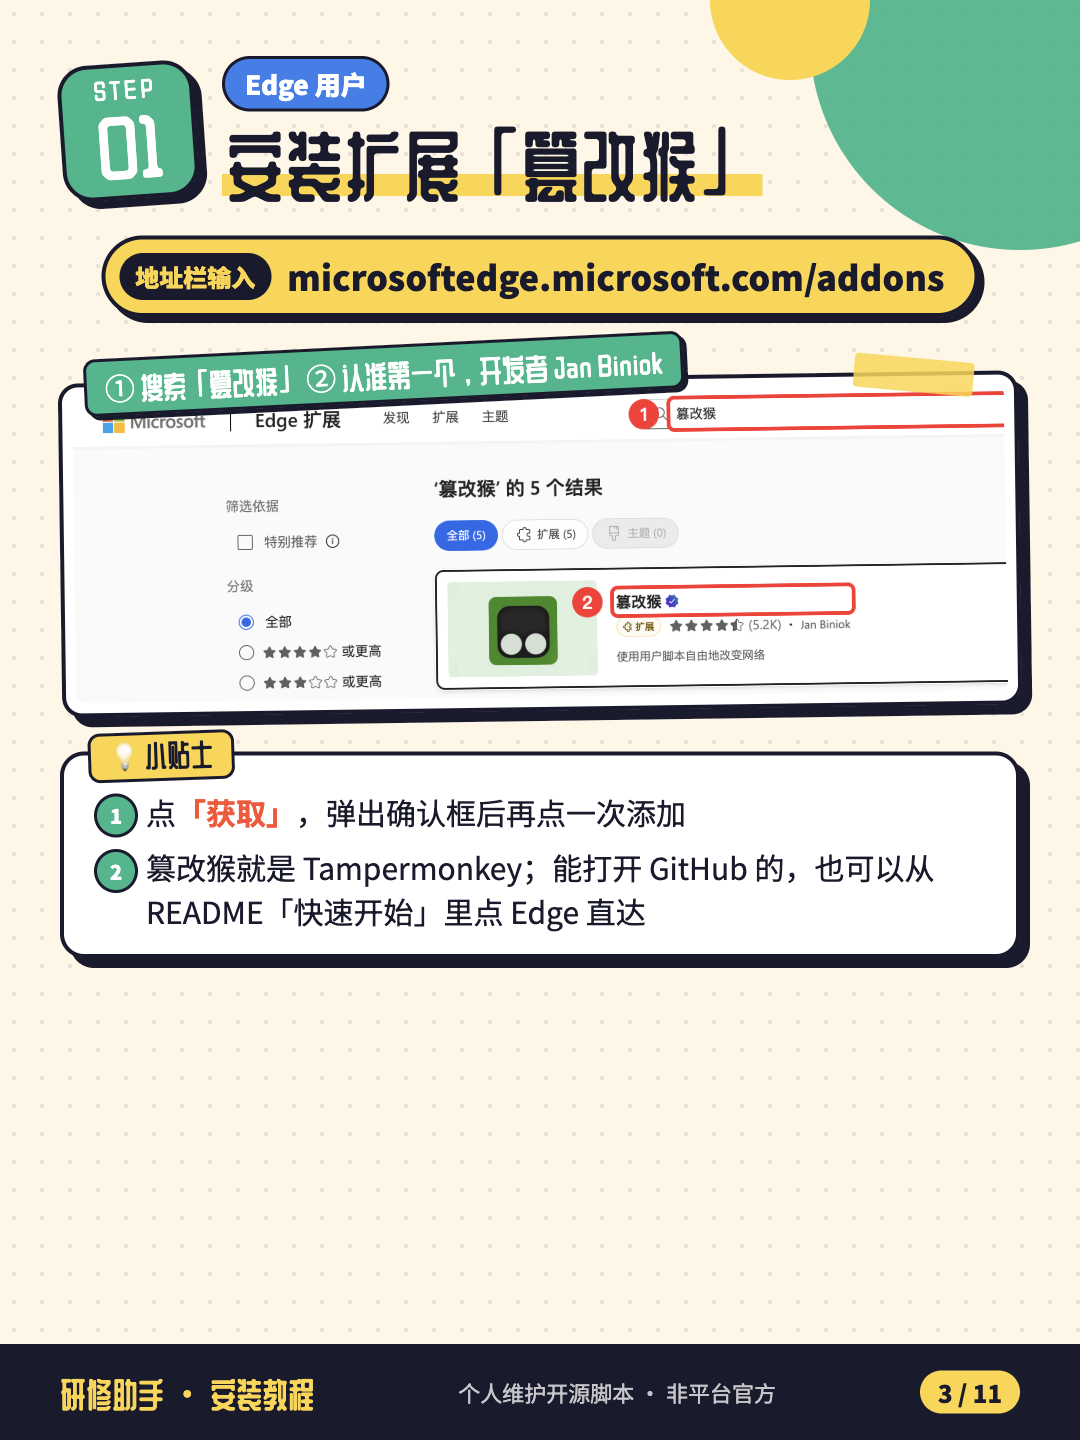 STEP
01
Edge 用户
安装扩展「篡改猴」
地址栏输入 microsoftedge.microsoft.com/addons
① 搜索「篡改猴」 ② 认准第一个，开发者 Jan Biniok
Microsoft | Edge 扩展 发现 扩展 主题
1 篡改猴
‘篡改猴’ 的 5 个结果
筛选依据
特别推荐
全部 (5) 扩展 (5) 主题 (0)
分级
全部
或更高
或更高
2 篡改猴
扩展 (5.2K) · Jan Biniok
使用用户脚本自由地改变网络
小贴士
1 点「获取」，弹出确认框后再点一次添加
2 篡改猴就是 Tampermonkey；能打开 GitHub 的，也可以从
README「快速开始」里点 Edge 直达
研修助手 · 安装教程
个人维护开源脚本 · 非平台官方
3 / 11